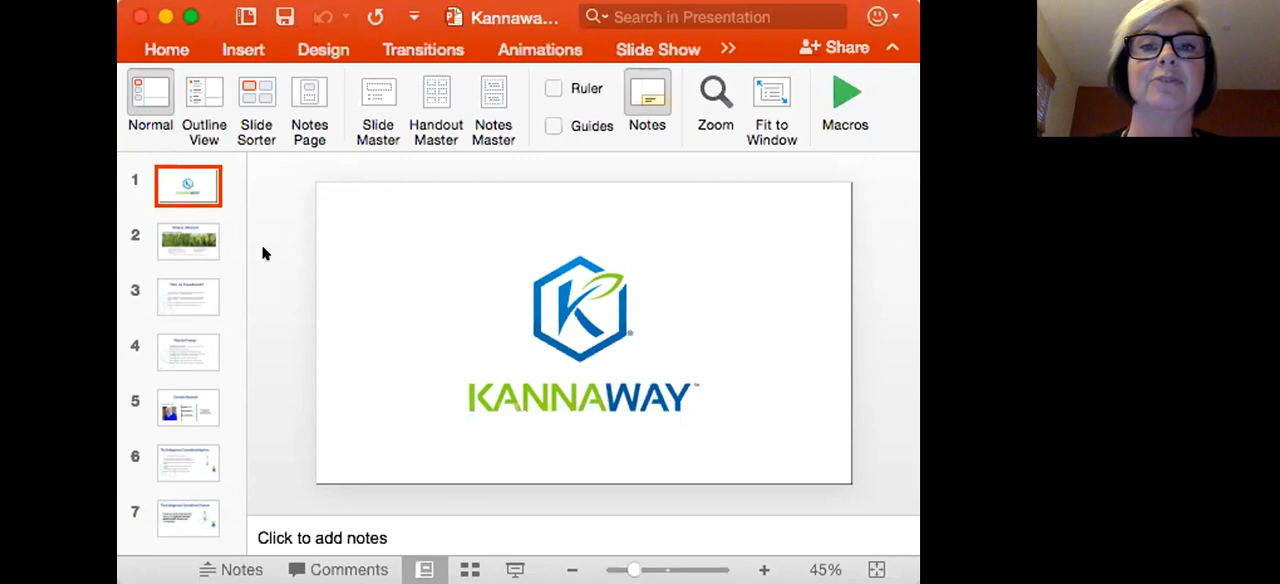 Kannawa...
Search in Presentation
Home Insert Design Transitions Animations Slide Show >> Share
Normal Outline View Slide Sorter Notes Page Slide Master Handout Master Notes Master Ruler Guides Notes Zoom Fit to Window Macros
1
2
3
4
5
6
7
K
®
KANNAWAY™
Click to add notes
Notes Comments 45%